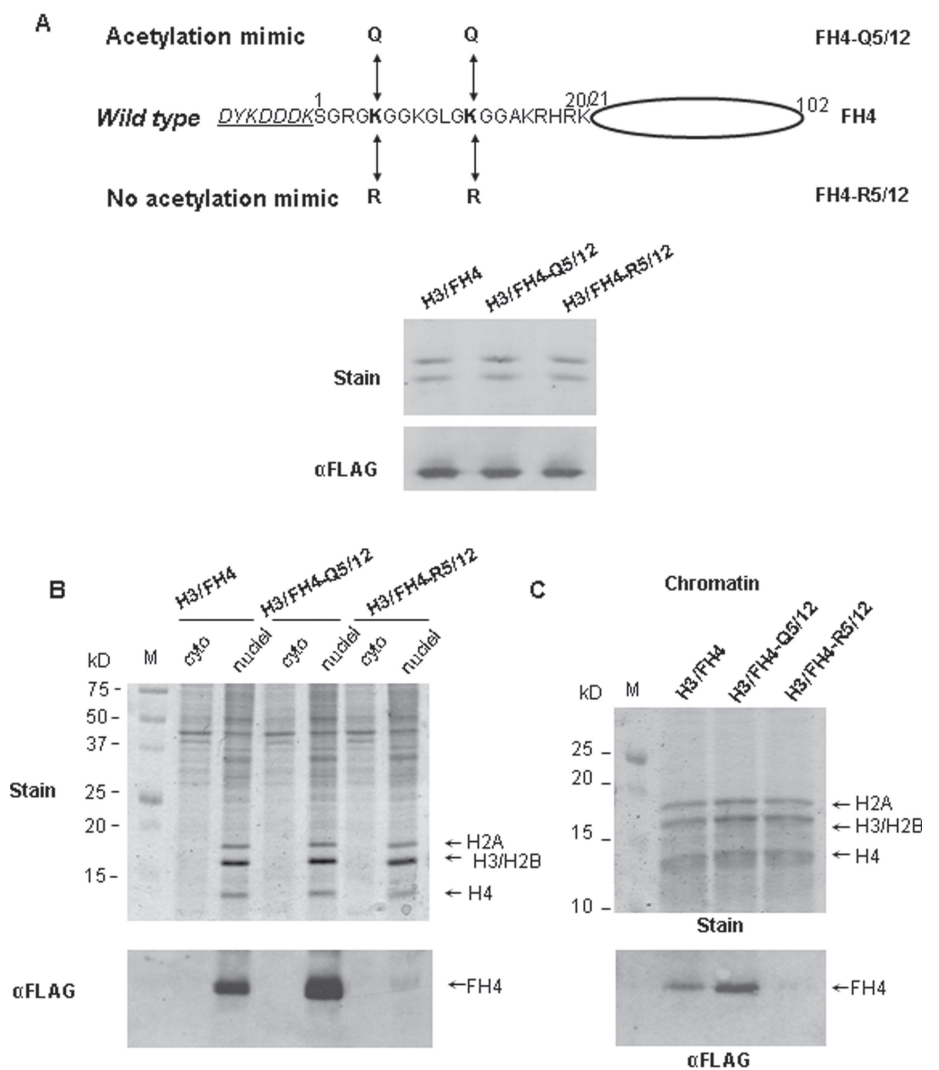 A
Acetylation mimic Q Q FH4-Q5/12
1 20/21 102
Wild type DYKDDDKSGRGKGGKGLGKGGAKRHRK FH4
No acetylation mimic R R FH4-R5/12
H3/FH4 H3/FH4-Q5/12 H3/FH4-R5/12
Stain
αFLAG
B
H3/FH4 H3/FH4-Q5/12 H3/FH4-R5/12
kD M cyto nuclei cyto nuclei cyto nuclei
75 -
50 -
37 -
25 -
20 -
15 -
Stain
←H2A
← H3/H2B
← H4
αFLAG
←FH4
C
Chromatin
kD M H3/FH4 H3/FH4-Q5/12 H3/FH4-R5/12
25 -
20 -
15 -
10 -
←H2A
←H3/H2B
←H4
Stain
←FH4
αFLAG